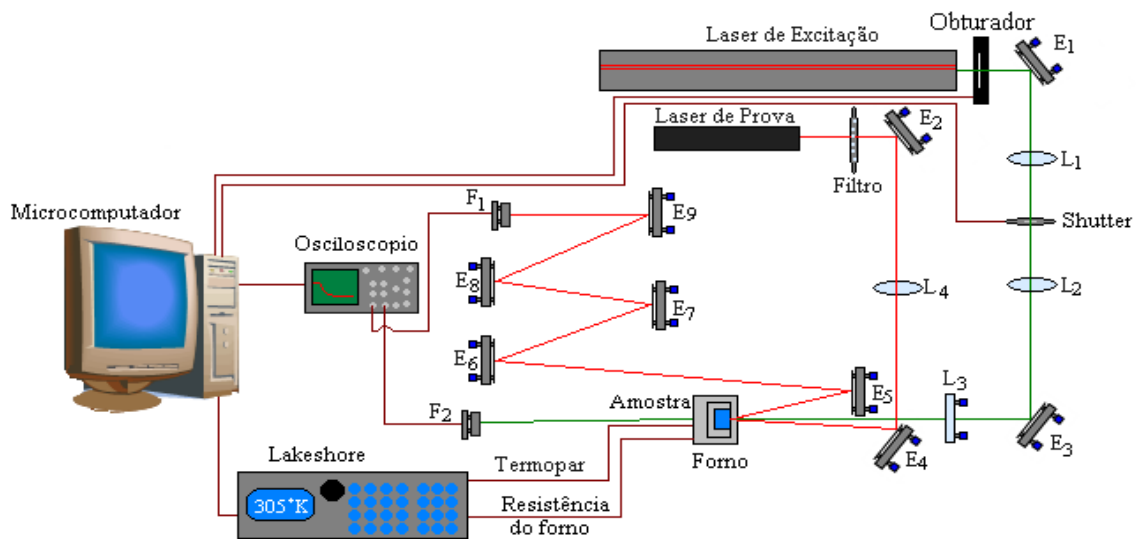 Obturador
Laser de Excitação
E1
Laser de Prova
E2
L1
Filtro
Microcomputador
F1
E9
Shutter
Osciloscopio
E8
L4
L2
E7
E6
E5
L3
Amostra
F2
E4
E3
Forno
Lakeshore
Termopar
305°K
Resistência
do forno